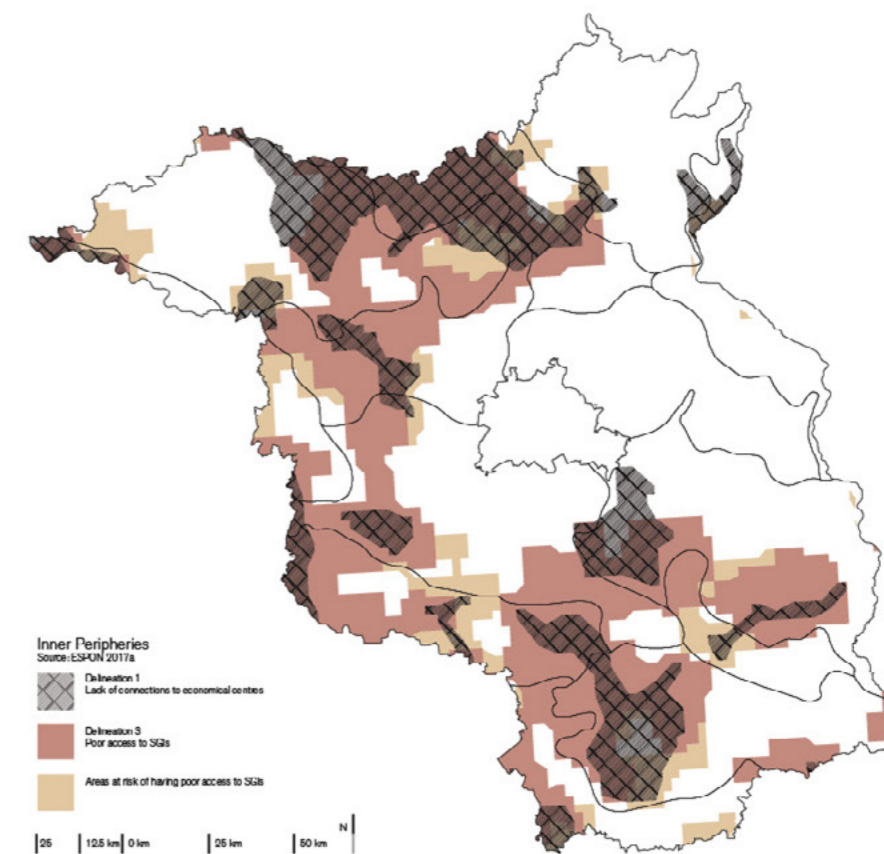 Inner Peripheries
Source: ESPON 2017a
Delineation 1
Lack of connections to economical centres
Delineation 3
Poor access to SGIs
Areas at risk of having poor access to SGIs
25 12.5 km 0 km 25 km 50 km N